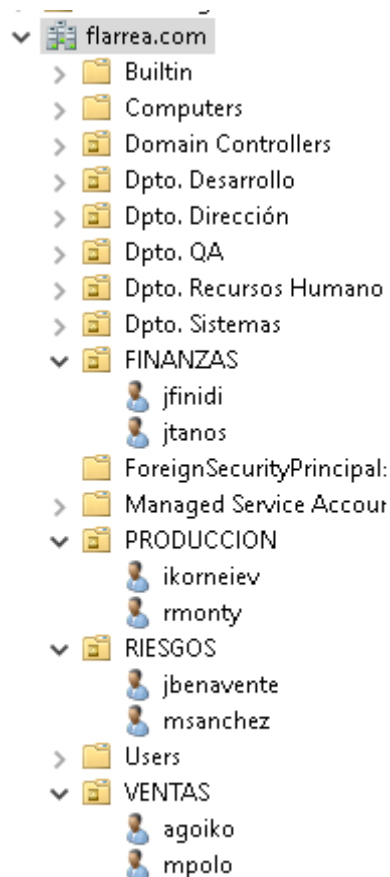 flarrea.com
Builtin
Computers
Domain Controllers
Dpto. Desarrollo
Dpto. Dirección
Dpto. QA
Dpto. Recursos Humano
Dpto. Sistemas
FINANZAS
jfinidi
jtanos
ForeignSecurityPrincipal
Managed Service Accour
PRODUCCION
ikorneiev
rmonty
RIESGOS
jbenavente
msanchez
Users
VENTAS
agoiko
mpolo